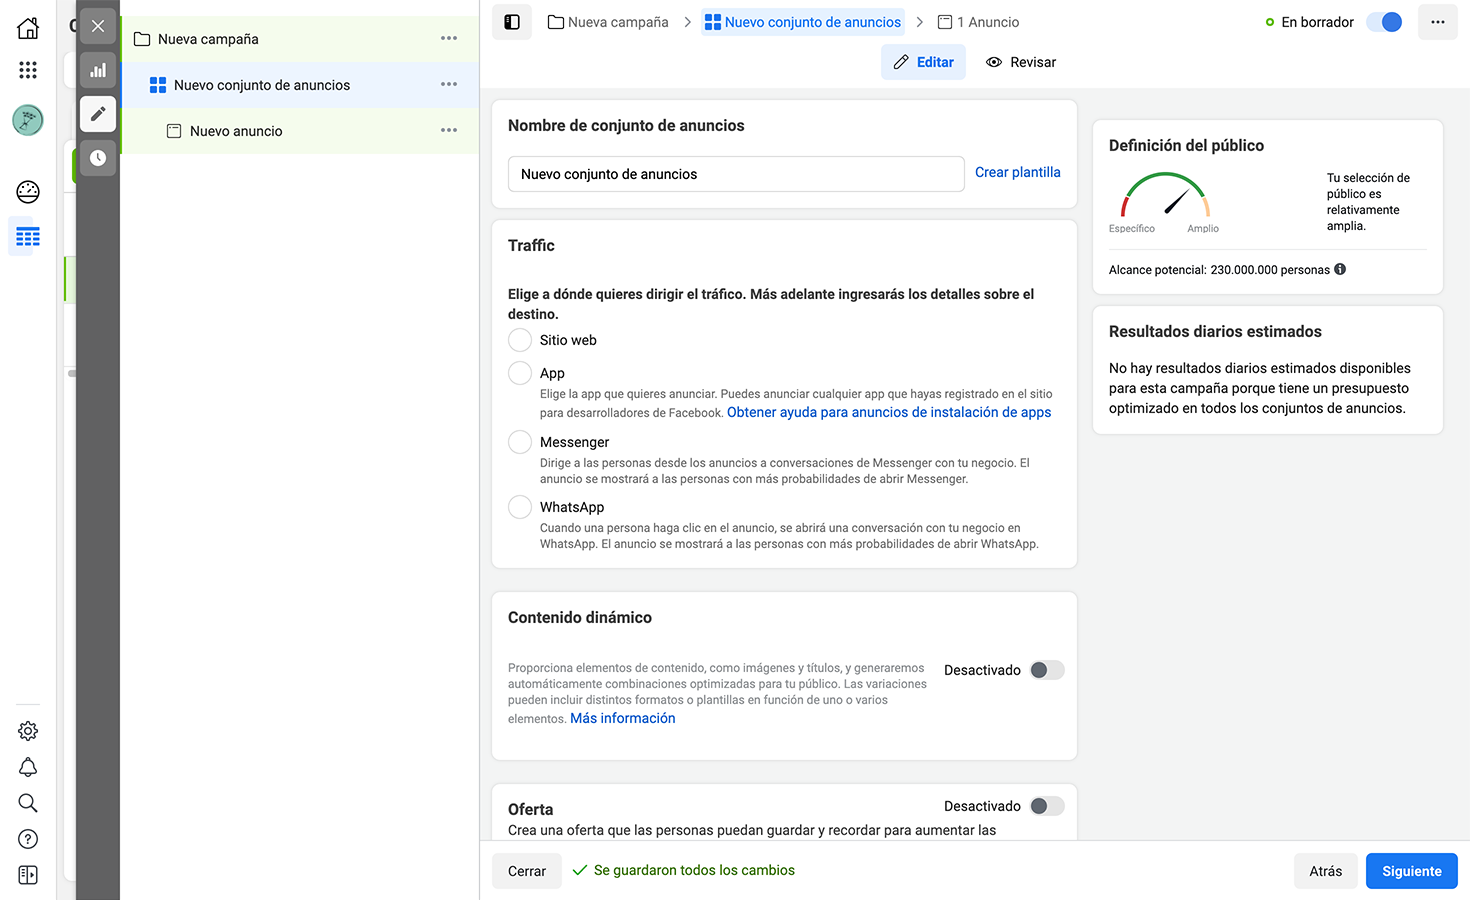 Nueva campaña
Nuevo conjunto de anuncios
Nuevo anuncio
Nueva campaña
Nuevo conjunto de anuncios
1 Anuncio
En borrador
Editar
Revisar
Nombre de conjunto de anuncios
Nuevo conjunto de anuncios
Crear plantilla
Traffic
Elige a dónde quieres dirigir el tráfico. Más adelante ingresarás los detalles sobre el
destino.
Sitio web
App
Elige la app que quieres anunciar. Puedes anunciar cualquier app que hayas registrado en el sitio
para desarrolladores de Facebook. Obtener ayuda para anuncios de instalación de apps
Messenger
Dirige a las personas desde los anuncios a conversaciones de Messenger con tu negocio. El
anuncio se mostrará a las personas con más probabilidades de abrir Messenger.
WhatsApp
Cuando una persona haga clic en el anuncio, se abrirá una conversación con tu negocio en
WhatsApp. El anuncio se mostrará a las personas con más probabilidades de abrir WhatsApp.
Contenido dinámico
Proporciona elementos de contenido, como imágenes y títulos, y generaremos
automáticamente combinaciones optimizadas para tu público. Las variaciones
pueden incluir distintos formatos o plantillas en función de uno o varios
elementos. Más información
Desactivado
Oferta
Desactivado
Crea una oferta que las personas puedan guardar y recordar para aumentar las
Definición del público
Específico
Amplio
Tu selección de
público es
relativamente
amplia.
Alcance potencial: 230.000.000 personas
Resultados diarios estimados
No hay resultados diarios estimados disponibles
para esta campaña porque tiene un presupuesto
optimizado en todos los conjuntos de anuncios.
Cerrar
Se guardaron todos los cambios
Atrás
Siguiente